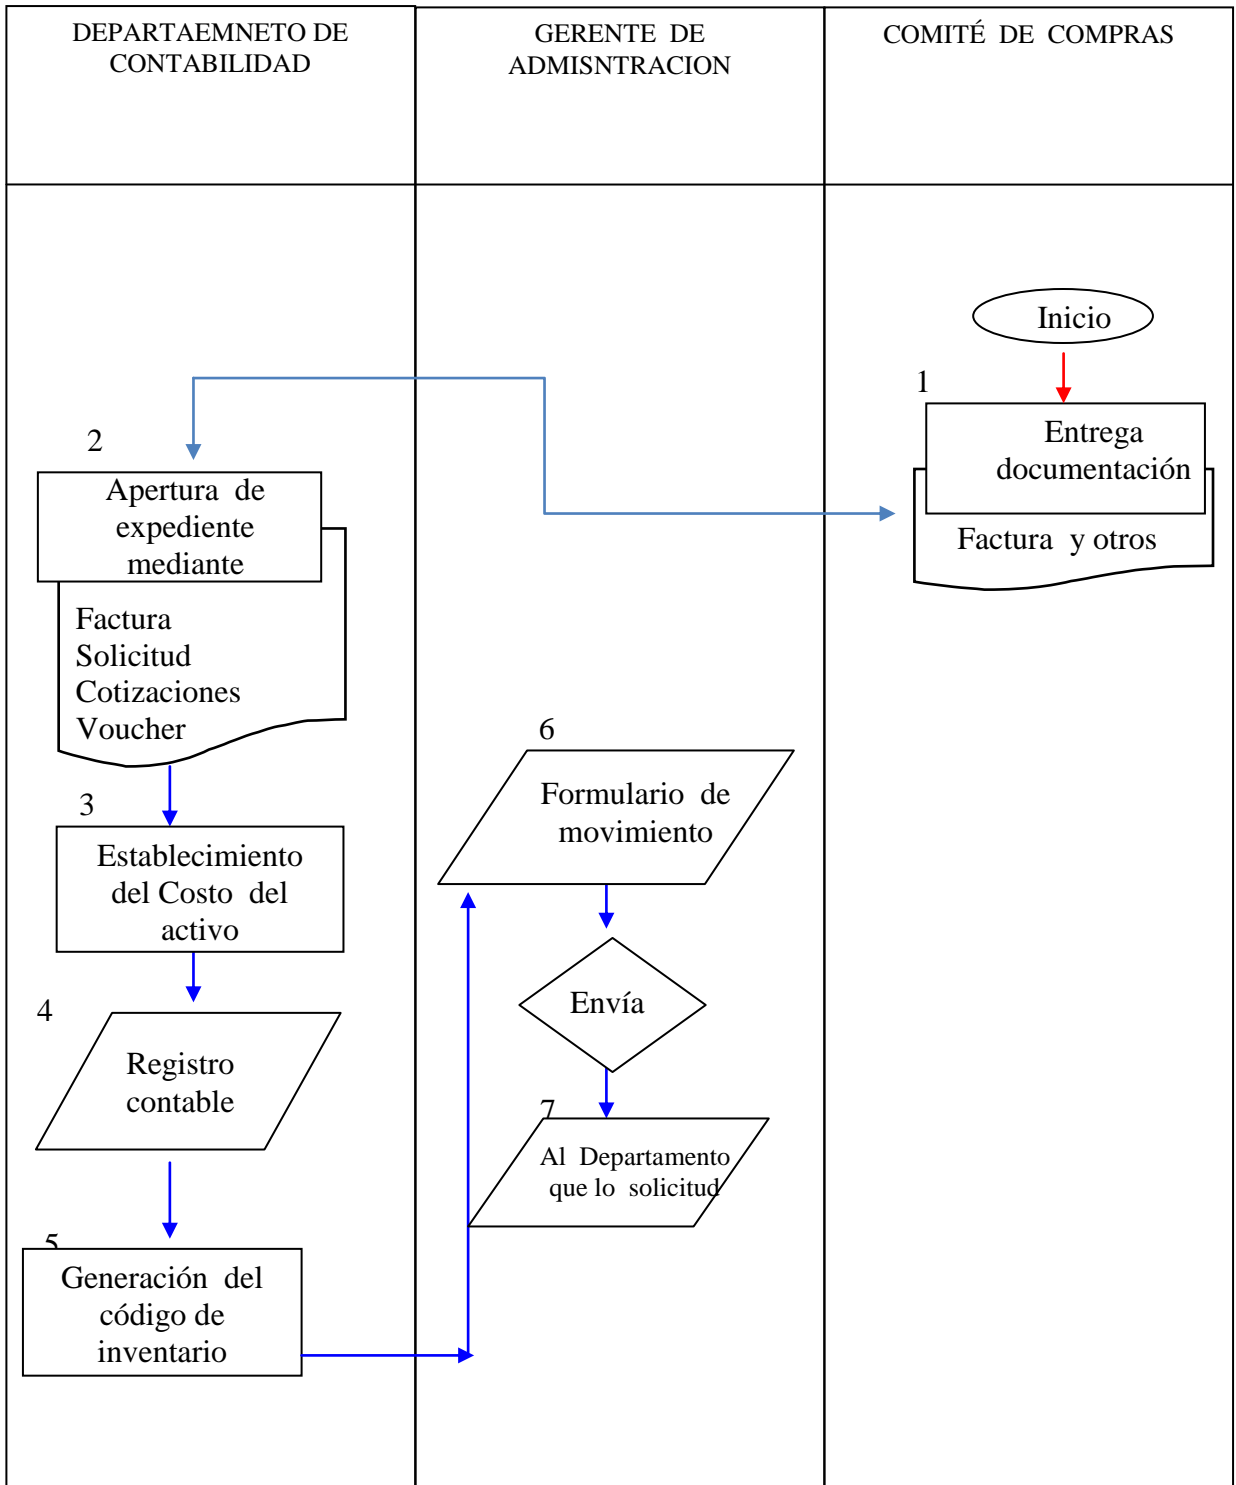 DEPARTAEMNETO DE
CONTABILIDAD
GERENTE DE
ADMISNTRACION
COMITÉ DE COMPRAS
Inicio
1
Entrega
documentación
Factura y otros
2
Apertura de
expediente
mediante
Factura
Solicitud
Cotizaciones
Voucher
3
Establecimiento
del Costo del
activo
4
Registro
contable
5
Generación del
código de
inventario
6
Formulario de
movimiento
Envía
7
Al Departamento
que lo solicitud